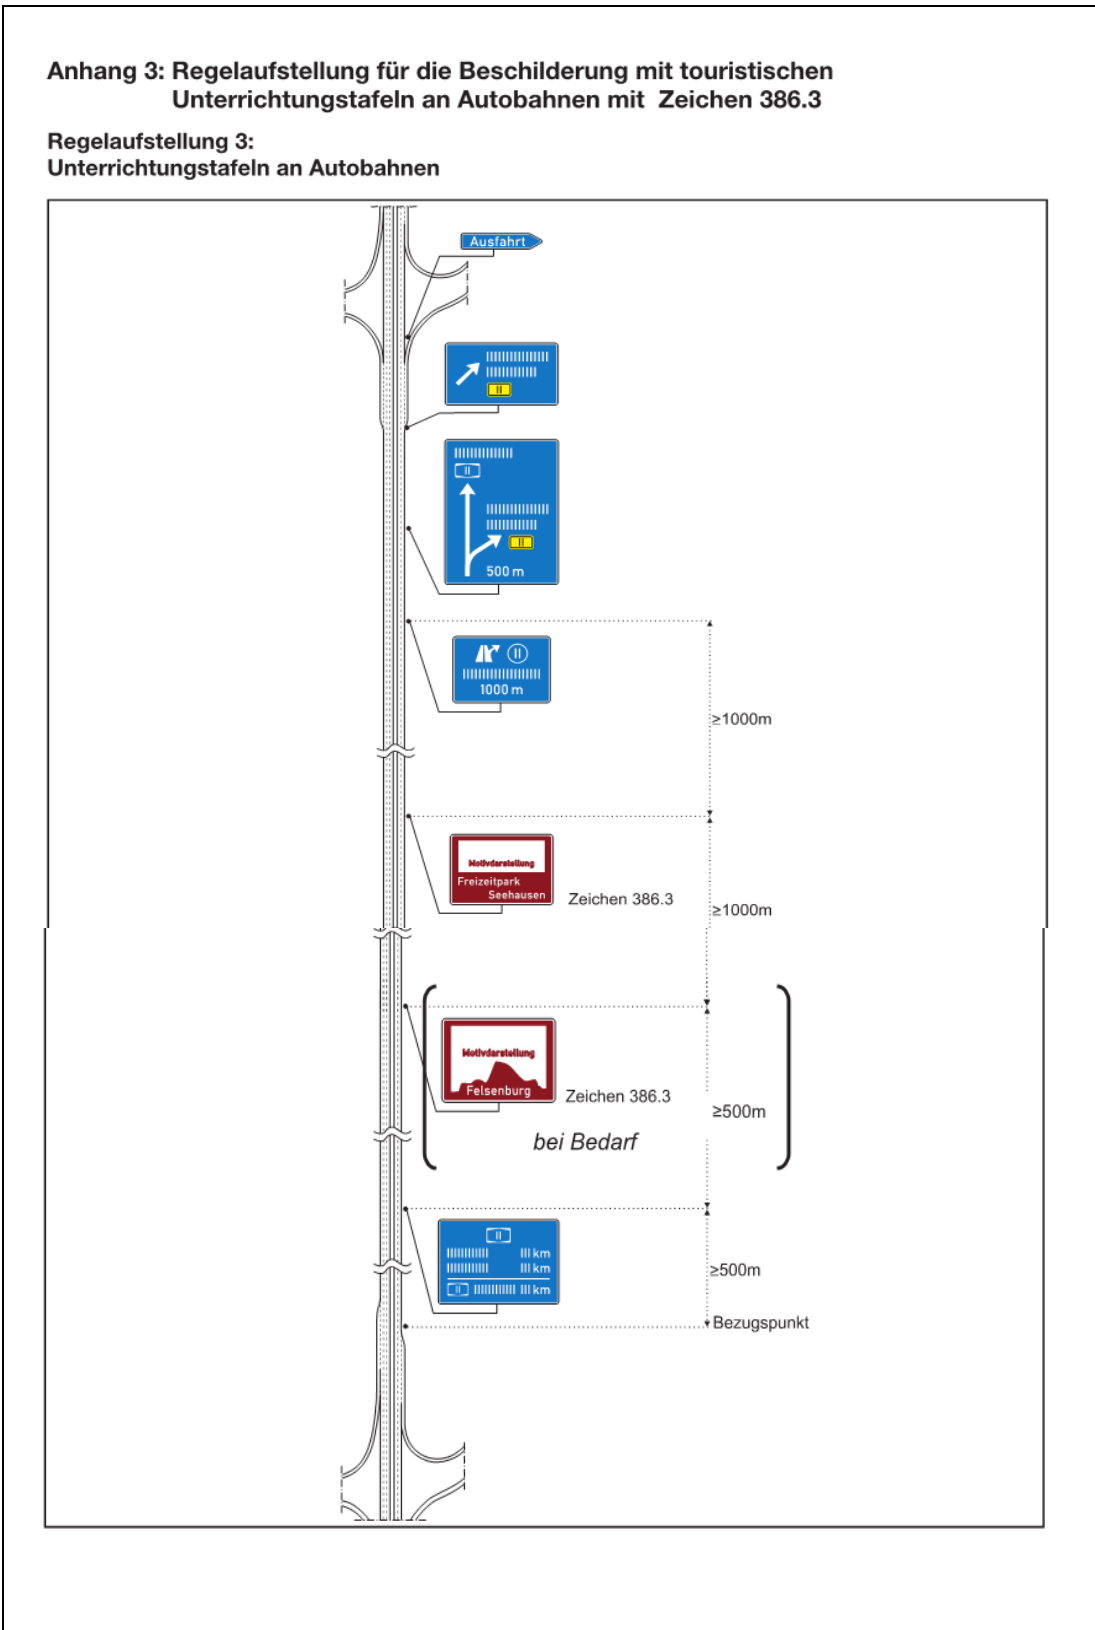 Anhang 3: Regelaufstellung für die Beschilderung mit touristischen
Unterrichtungstafeln an Autobahnen mit Zeichen 386.3
Regelaufstellung 3:
Unterrichtungstafeln an Autobahnen
Ausfahrt
500 m
1000 m
≥1000m
Motivdarstellung
Freizeitpark
Seehausen
Zeichen 386.3
≥1000m
Motivdarstellung
Felsenburg
Zeichen 386.3
≥500m
bei Bedarf
km
km
km
≥500m
Bezugspunkt